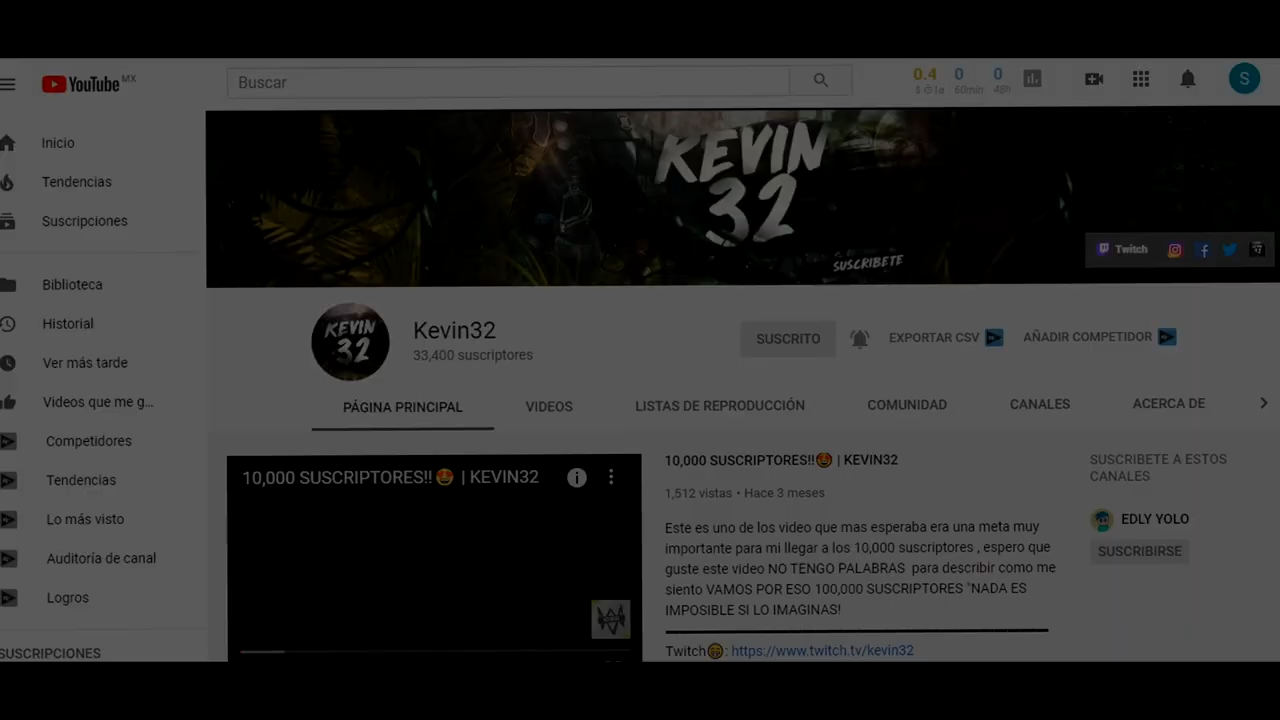 YouTube MX
Buscar
0.4 0 0
60min 48h
S
Inicio
Tendencias
Suscripciones
Biblioteca
Historial
Ver más tarde
Videos que me g...
Competidores
Tendencias
Lo más visto
Auditoría de canal
Logros
SUSCRIPCIONES
KEVIN
32
SUSCRIBETE
Twitch
KEVIN
32
Kevin32
33,400 suscriptores
SUSCRITO
EXPORTAR CSV
AÑADIR COMPETIDOR
PÁGINA PRINCIPAL
VIDEOS
LISTAS DE REPRODUCCIÓN
COMUNIDAD
CANALES
ACERCA DE
10,000 SUSCRIPTORES!!🤩 | KEVIN32
10,000 SUSCRIPTORES!!🤩 | KEVIN32
1,512 vistas • Hace 3 meses
Este es uno de los video que mas esperaba era una meta muy
importante para mi llegar a los 10,000 suscriptores , espero que
guste este video NO TENGO PALABRAS para describir como me
siento VAMOS POR ESO 100,000 SUSCRIPTORES "NADA ES
IMPOSIBLE SI LO IMAGINAS!
Twitch😁: https://www.twitch.tv/kevin32
SUSCRIBETE A ESTOS
CANALES
EDLY YOLO
SUSCRIBIRSE